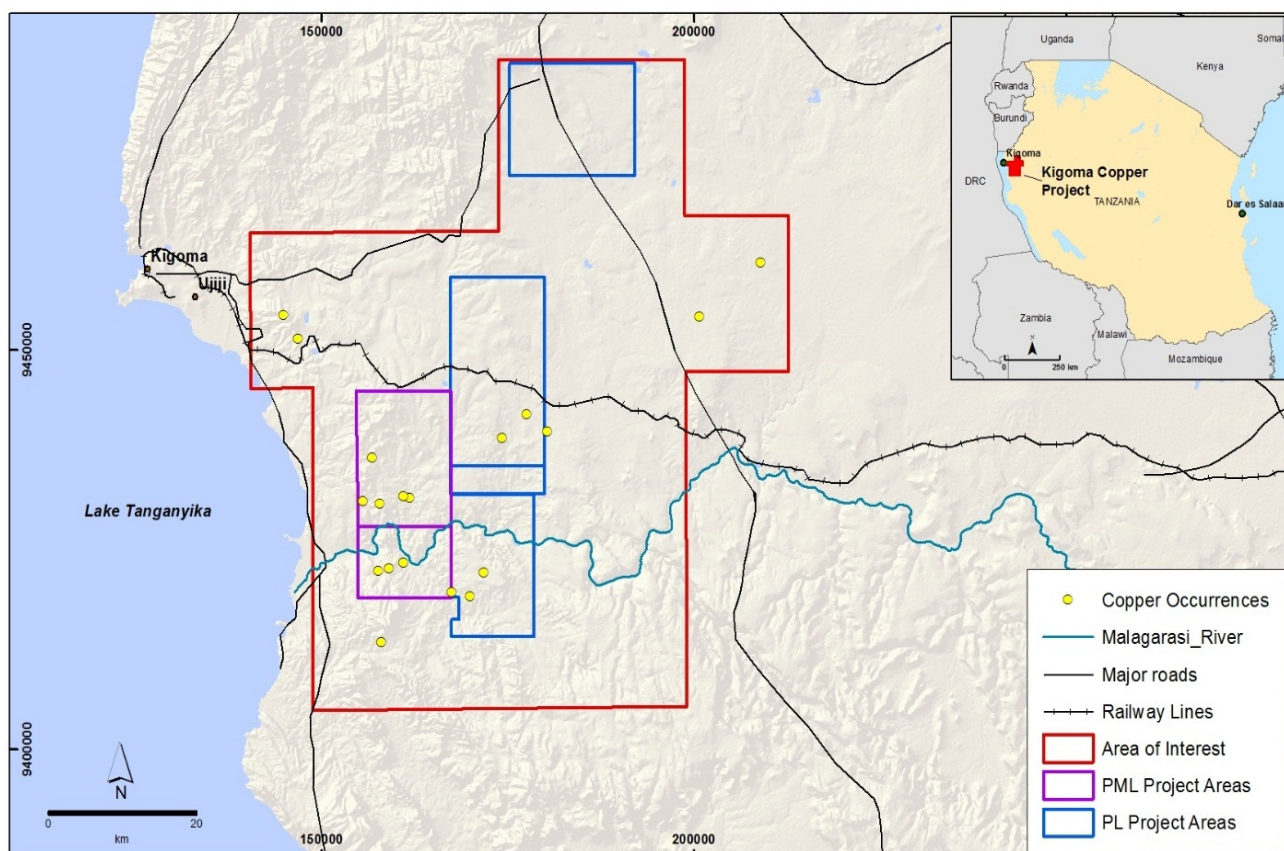 150000
200000
Uganda
Somal
Kenya
Rwanda
Burundi
Kigoma
Kigoma Copper
Project
DRC
TANZANIA
Dar es Salaa
Zambia
Malawi
Mozambique
N
0
250 km
Kigoma
Ujiji
9450000
Lake Tanganyika
9400000
N
0
20
km
150000
200000
Copper Occurrences
Malagarasi_River
Major roads
Railway Lines
Area of Interest
PML Project Areas
PL Project Areas